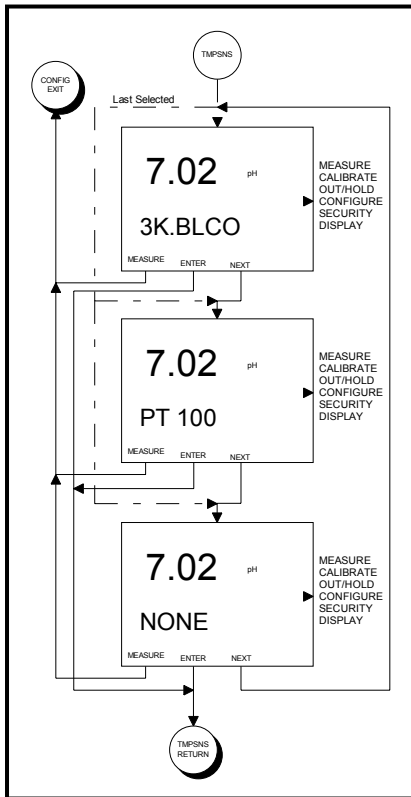 TMPSNS
CONFIG
EXIT
Last Selected
7.02 pH
3K.BLCO
MEASURE ENTER NEXT
MEASURE
CALIBRATE
OUT/HOLD
CONFIGURE
SECURITY
DISPLAY
7.02 pH
PT 100
MEASURE ENTER NEXT
MEASURE
CALIBRATE
OUT/HOLD
CONFIGURE
SECURITY
DISPLAY
7.02 pH
NONE
MEASURE ENTER NEXT
MEASURE
CALIBRATE
OUT/HOLD
CONFIGURE
SECURITY
DISPLAY
TMPSNS
RETURN